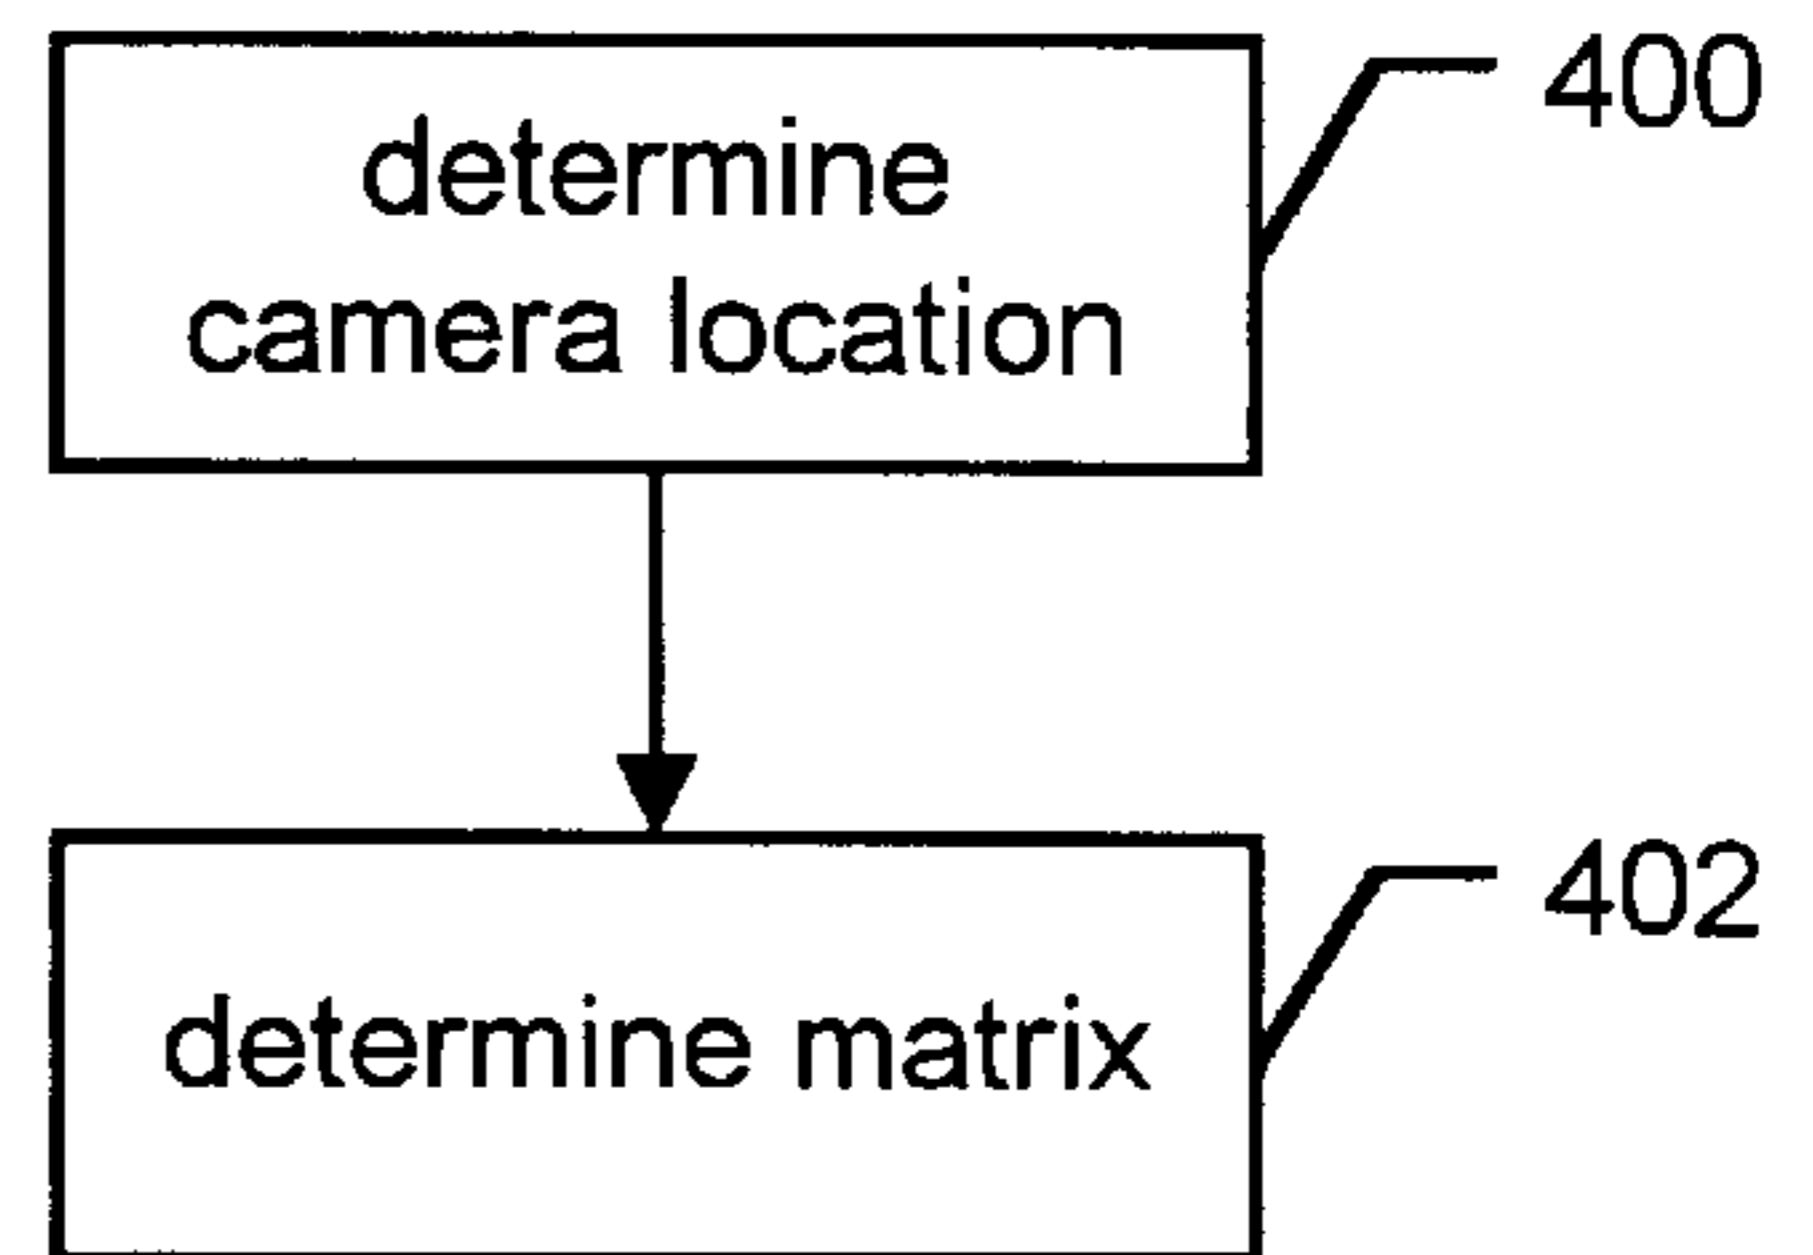 determine
camera location
400
determine matrix
402